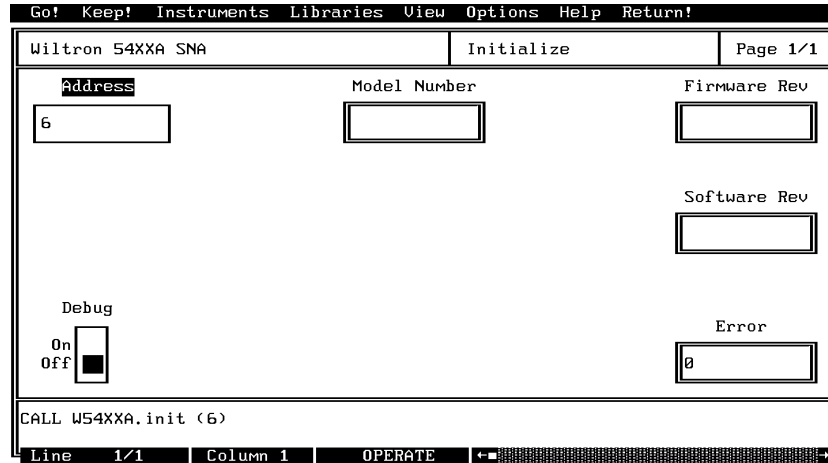 Go! Keep! Instruments Libraries View Options Help Return!
Wiltron 54XXA SNA Initialize Page 1/1
Address Model Number Firmware Rev
6
Software Rev
Debug
On
Off
Error
0
CALL W54XXA.init (6)
Line 1/1 Column 1 OPERATE